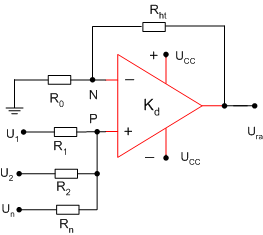 R_ht
+ U_CC
R_0 N −
P K_d
U_1 R_1 + U_ra
U_2 R_2 − U_CC
U_n R_n